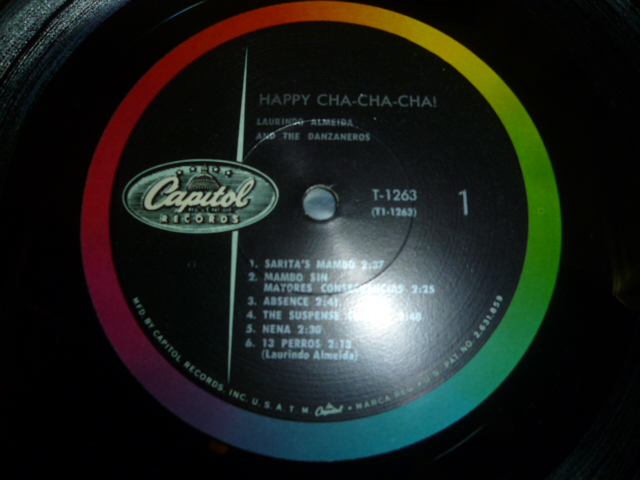 HAPPY CHA-CHA-CHA!
LAURINDO ALMEIDA
AND THE DANZANEROS
Capitol
RECORDS
T-1263
(T1-1263)
1
1. SARITA'S MAMBO 2:37
2. MAMBO SIN
MAYORES CONSECUENCIAS 2:25
3. ABSENCE 2:41
4. THE SUSPENSE
5. NENA 2:30
6. 13 PERROS 2:13
(Laurindo Almeida)
MFD BY CAPITOL RECORDS, INC. U.S.A. T.M. Capitol • MARCA REG. • U.S. PAT. NO. 2,631,859